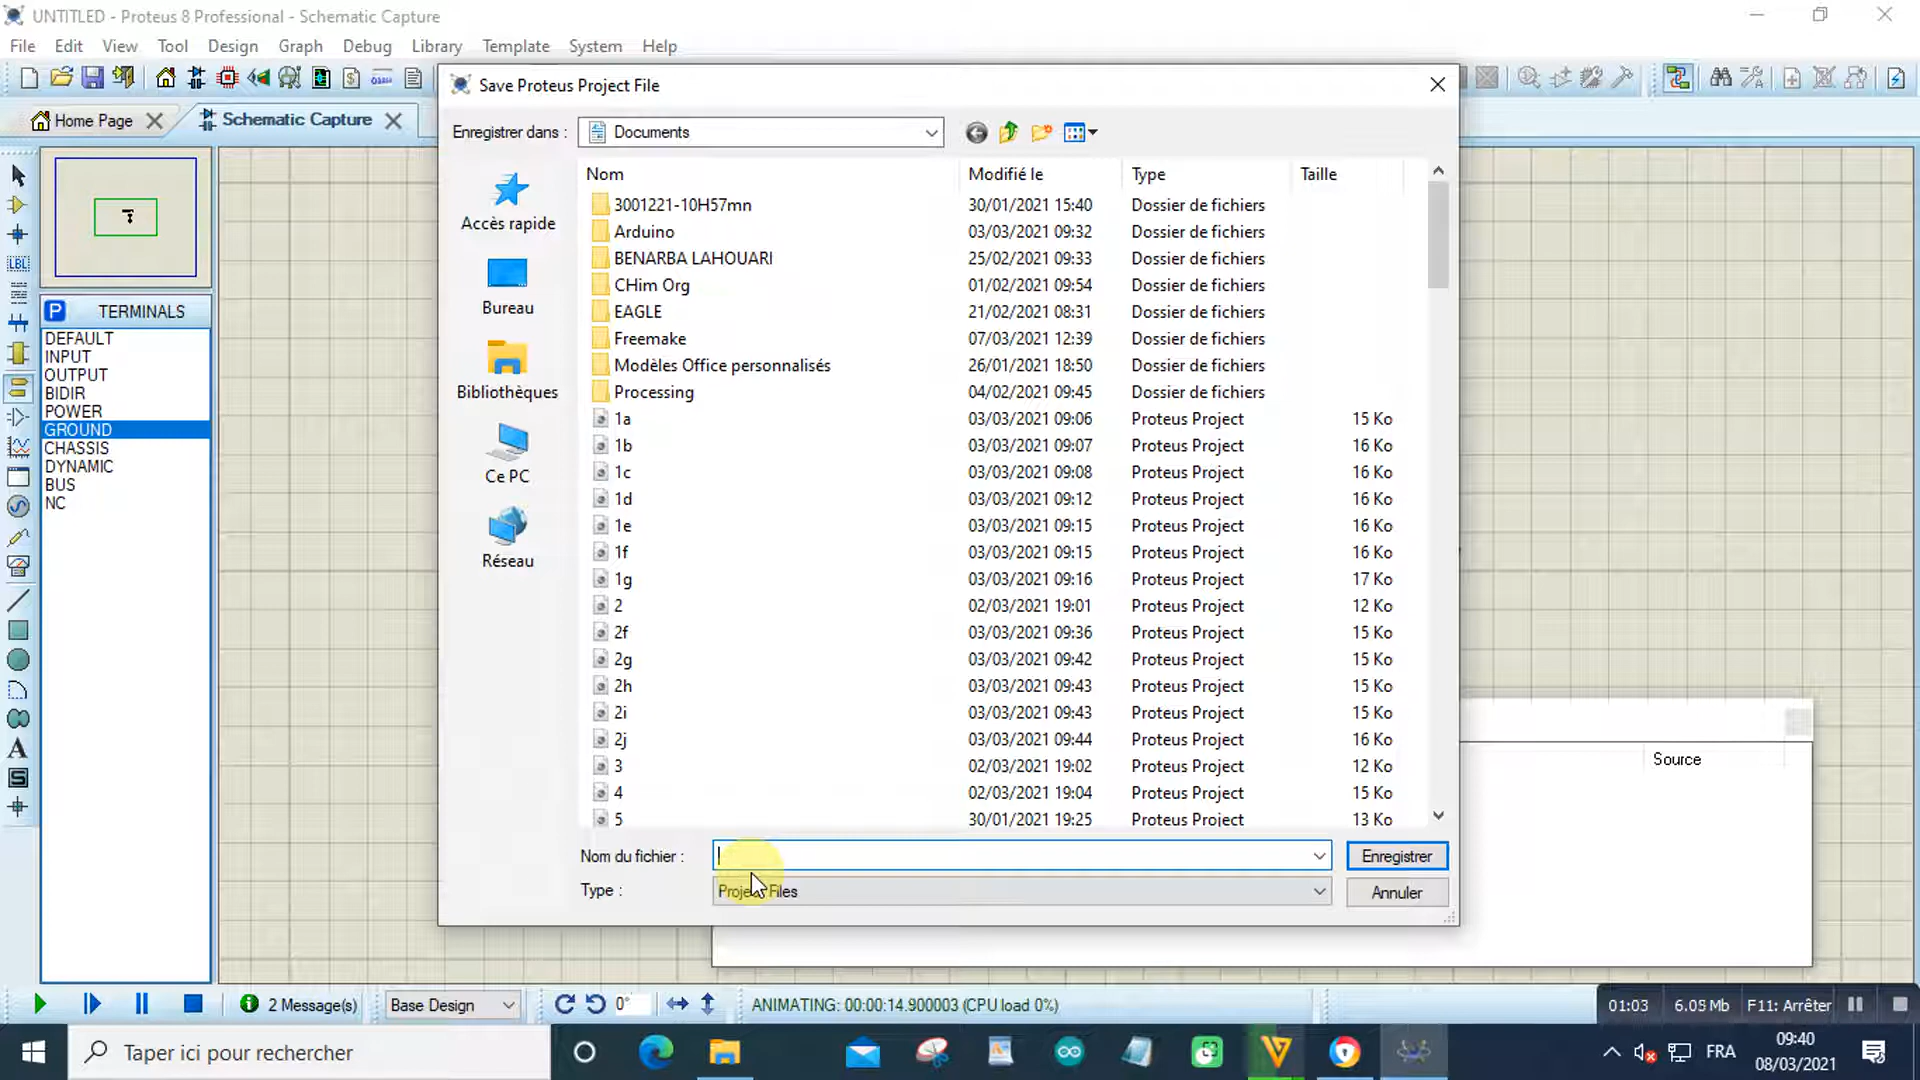 UNTITLED - Proteus 8 Professional - Schematic Capture
File Edit View Tool Design Graph Debug Library Template System Help
Home Page
Schematic Capture
LBL
P TERMINALS
DEFAULT
INPUT
OUTPUT
BIDIR
POWER
GROUND
CHASSIS
DYNAMIC
BUS
NC
A
S
Save Proteus Project File
Enregistrer dans : Documents
Accès rapide
Bureau
Bibliothèques
Ce PC
Réseau
Nom Modifié le Type Taille
3001221-10H57mn 30/01/2021 15:40 Dossier de fichiers
Arduino 03/03/2021 09:32 Dossier de fichiers
BENARBA LAHOUARI 25/02/2021 09:33 Dossier de fichiers
CHim Org 01/02/2021 09:54 Dossier de fichiers
EAGLE 21/02/2021 08:31 Dossier de fichiers
Freemake 07/03/2021 12:39 Dossier de fichiers
Modèles Office personnalisés 26/01/2021 18:50 Dossier de fichiers
Processing 04/02/2021 09:45 Dossier de fichiers
1a 03/03/2021 09:06 Proteus Project 15 Ko
1b 03/03/2021 09:07 Proteus Project 16 Ko
1c 03/03/2021 09:08 Proteus Project 16 Ko
1d 03/03/2021 09:12 Proteus Project 16 Ko
1e 03/03/2021 09:15 Proteus Project 16 Ko
1f 03/03/2021 09:15 Proteus Project 16 Ko
1g 03/03/2021 09:16 Proteus Project 17 Ko
2 02/03/2021 19:01 Proteus Project 12 Ko
2f 03/03/2021 09:36 Proteus Project 15 Ko
2g 03/03/2021 09:42 Proteus Project 15 Ko
2h 03/03/2021 09:43 Proteus Project 15 Ko
2i 03/03/2021 09:43 Proteus Project 15 Ko
2j 03/03/2021 09:44 Proteus Project 16 Ko
3 02/03/2021 19:02 Proteus Project 12 Ko
4 02/03/2021 19:04 Proteus Project 15 Ko
5 30/01/2021 19:25 Proteus Project 13 Ko
Nom du fichier : Enregistrer
Type : Project Files Annuler
Source
2 Message(s) Base Design 0° ANIMATING: 00:00:14.900003 (CPU load 0%) 01:03 6.05 Mb F11: Arrêter
Taper ici pour rechercher
FRA
09:40
08/03/2021